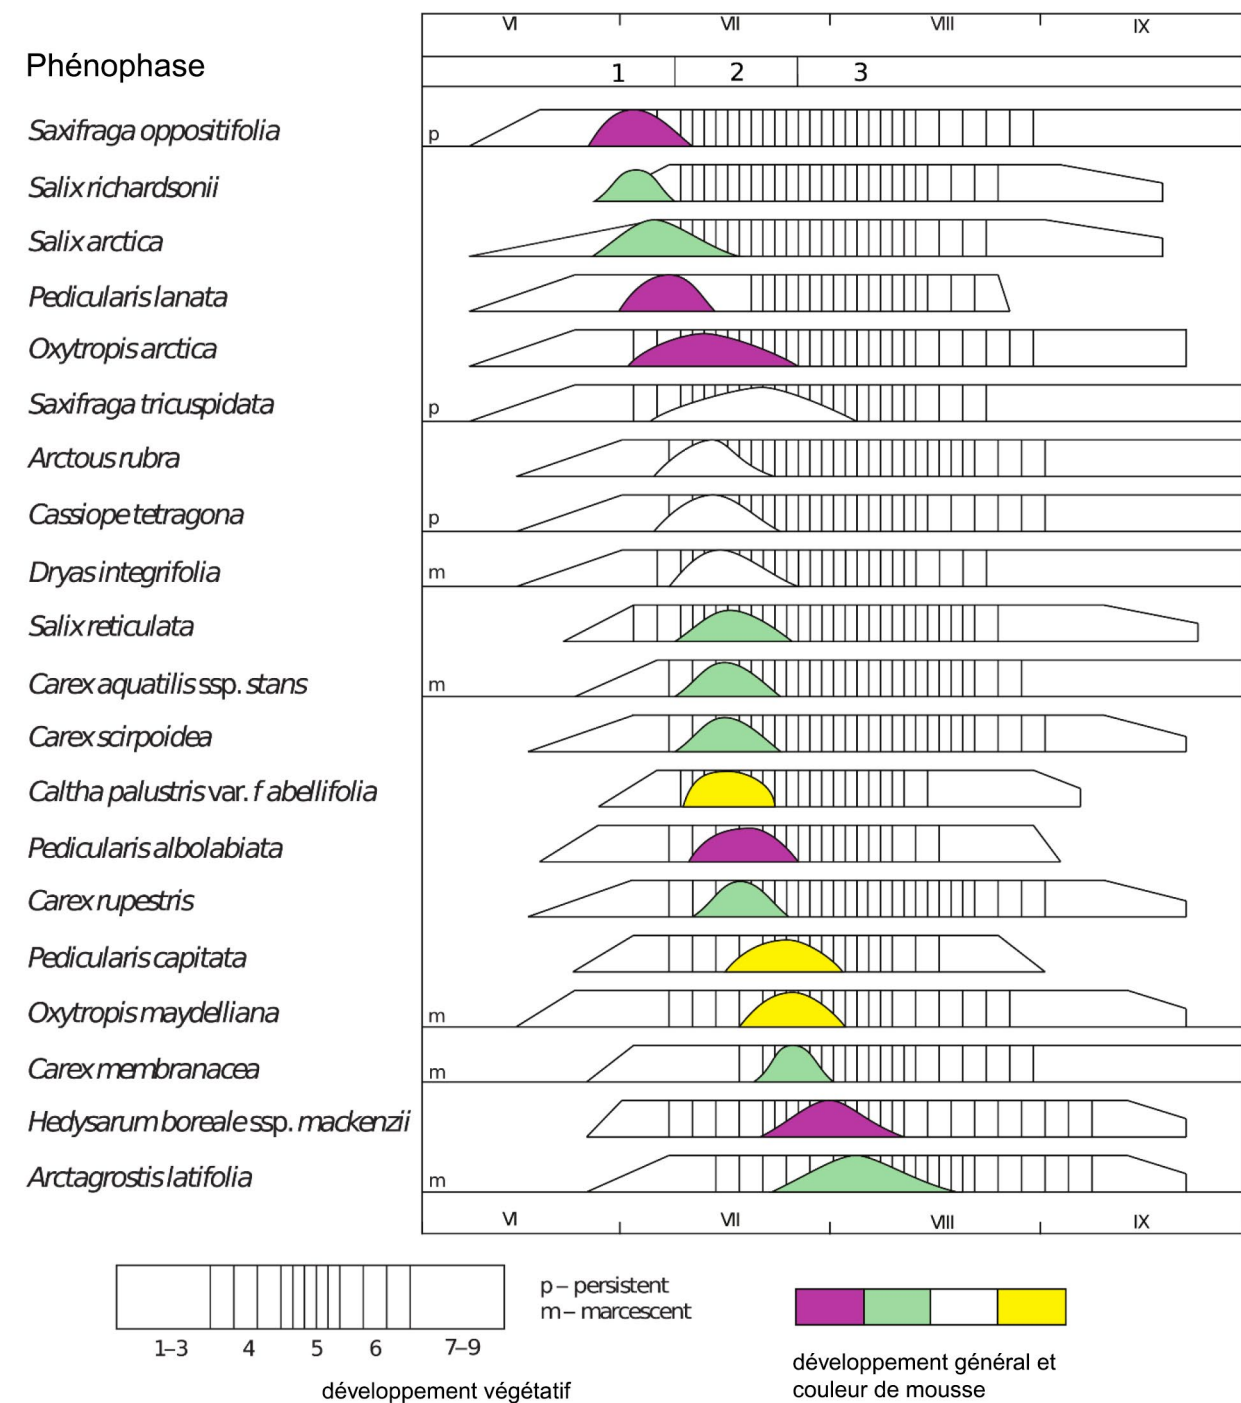 VI VII VIII IX
Phénophase 1 2 3
Saxifraga oppositifolia p
Salix richardsonii
Salix arctica
Pedicularis lanata
Oxytropis arctica
Saxifraga tricuspidata p
Arctous rubra
Cassiope tetragona p
Dryas integrifolia m
Salix reticulata
Carex aquatilis ssp. stans m
Carex scirpoidea
Caltha palustris var. f abellifolia
Pedicularis albolabiata
Carex rupestris
Pedicularis capitata
Oxytropis maydelliana m
Carex membranacea m
Hedysarum boreale ssp. mackenzii
Arctagrostis latifolia m
VI VII VIII IX
p – persistent
m – marcescent
1–3 4 5 6 7–9
développement végétatif
développement général et
couleur de mousse